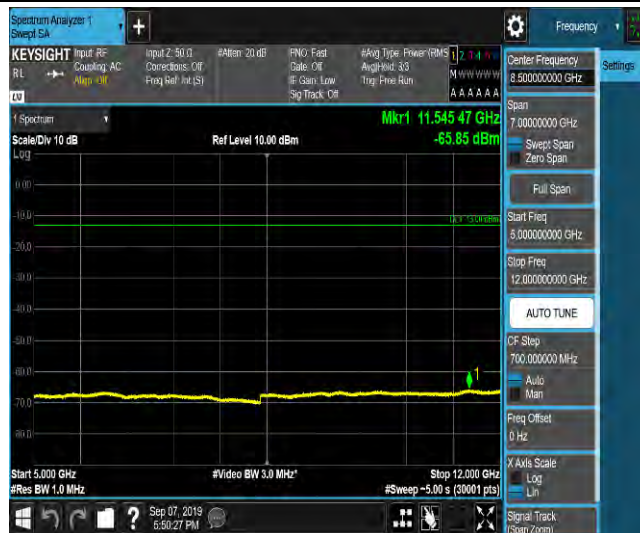 Spectrum Analyzer 1
Swept SA
Frequency
KEYSIGHT
RL
Input: RF
Coupling: AC
Align: Off
Input Z: 50 Ω
Corrections: Off
Freq Ref: Int (S)
#Atten: 20 dB
PNO: Fast
Gate: Off
IF Gain: Low
Sig Track: Off
#Avg Type: Power (RMS
Avg|Hold: 3/3
Trig: Free Run
M W W W W W
A A A A A A
1 Spectrum
Scale/Div 10 dB
Log
Ref Level 10.00 dBm
Mkr1 11.545 47 GHz
-65.85 dBm
0.00
-10.0
-20.0
-30.0
-40.0
-50.0
-60.0
-70.0
-80.0
1
Start 5.000 GHz
#Res BW 1.0 MHz
#Video BW 3.0 MHz*
Stop 12.000 GHz
#Sweep ~5.00 s (30001 pts)
Sep 07, 2019
5:50:27 PM
Center Frequency
8.500000000 GHz
Settings
Span
7.00000000 GHz
Swept Span
Zero Span
Full Span
Start Freq
5.000000000 GHz
Stop Freq
12.000000000 GHz
AUTO TUNE
CF Step
700.000000 MHz
Auto
Man
Freq Offset
0 Hz
X Axis Scale
Log
Lin
Signal Track
(Span Zoom)